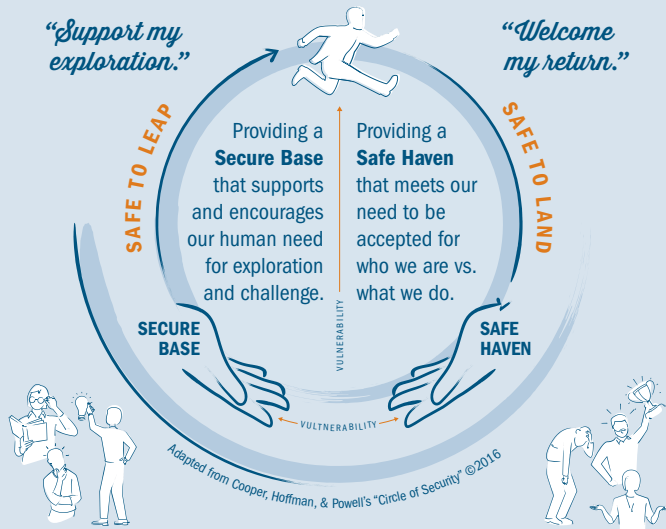 “Support my
exploration.”
“Welcome
my return.”
SAFE TO LEAP
SAFE TO LAND
Providing a
Secure Base
that supports
and encourages
our human need
for exploration
and challenge.
Providing a
Safe Haven
that meets our
need to be
accepted for
who we are vs.
what we do.
VULNERABILITY
SECURE
BASE
SAFE
HAVEN
VULTNERABILITY
Adapted from Cooper, Hoffman, & Powell’s “Circle of Security” ©2016